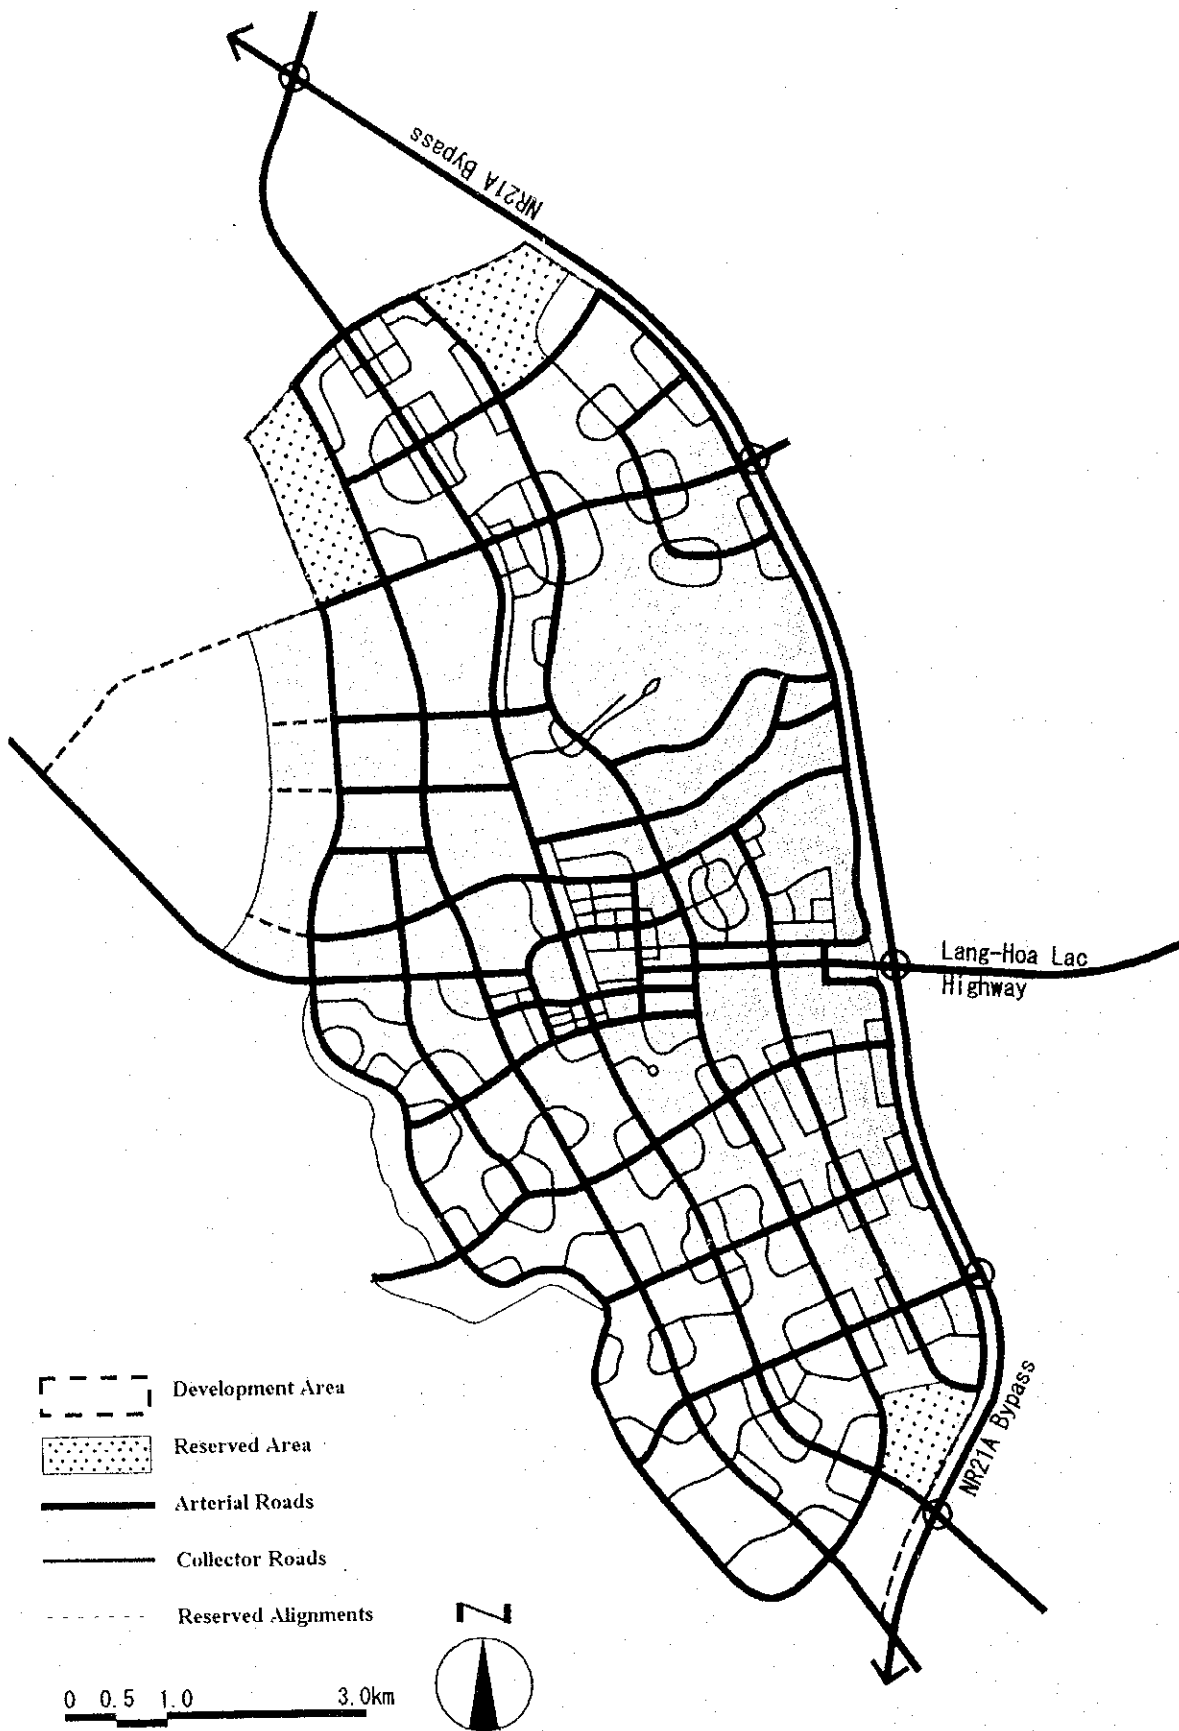 NR21A Bypass
Lang-Hoa Lac
Highway
NR21A Bypass
Development Area
Reserved Area
Arterial Roads
Collector Roads
Reserved Alignments
N
0 0.5 1.0 3.0km